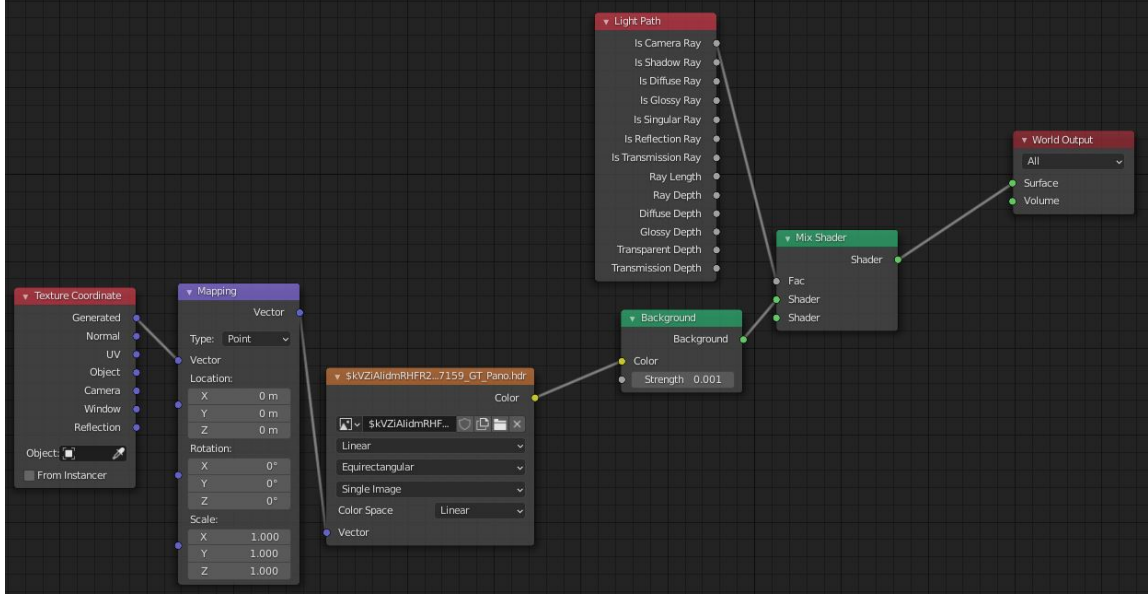 Light Path
Is Camera Ray
Is Shadow Ray
Is Diffuse Ray
Is Glossy Ray
Is Singular Ray
Is Reflection Ray
Is Transmission Ray
Ray Length
Ray Depth
Diffuse Depth
Glossy Depth
Transparent Depth
Transmission Depth
World Output
All
Surface
Volume
Mix Shader
Shader
Fac
Shader
Shader
Texture Coordinate
Generated
Normal
UV
Object
Camera
Window
Reflection
Object:
From Instancer
Mapping
Vector
Type: Point
Vector
Location:
X 0 m
Y 0 m
Z 0 m
Rotation:
X 0°
Y 0°
Z 0°
Scale:
X 1.000
Y 1.000
Z 1.000
$kVZiAlidmRHFR2...7159_GT_Pano.hdr
Color
$kVZiAlidmRHF...
Linear
Equirectangular
Single Image
Color Space Linear
Vector
Background
Background
Color
Strength 0.001